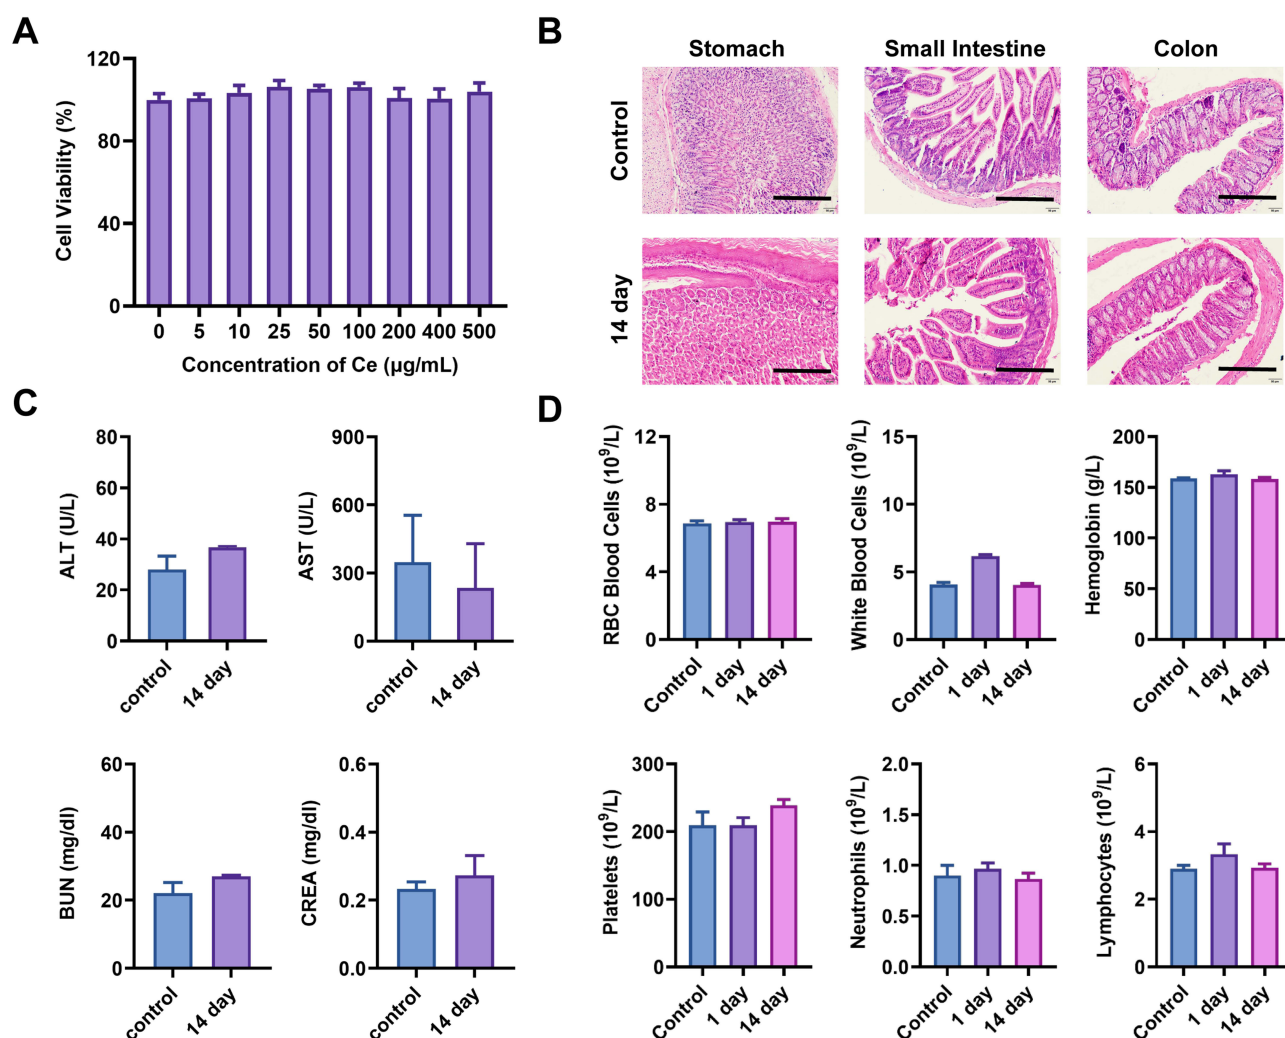 A
120
80
40
0
Cell Viability (%)
0 5 10 25 50 100 200 400 500
Concentration of Ce (µg/mL)
B
Stomach Small Intestine Colon
Control
14 day
C
80
60
40
20
0
ALT (U/L)
control 14 day
900
600
300
0
AST (U/L)
control 14 day
60
40
20
0
BUN (mg/dl)
control 14 day
0.6
0.4
0.2
0.0
CREA (mg/dl)
control 14 day
D
12
8
4
0
RBC Blood Cells (10⁹/L)
Control 1 day 14 day
15
10
5
0
White Blood Cells (10⁹/L)
Control 1 day 14 day
200
150
100
50
0
Hemoglobin (g/L)
Control 1 day 14 day
300
200
100
0
Platelets (10⁹/L)
Control 1 day 14 day
2.0
1.5
1.0
0.5
0.0
Neutrophils (10⁹/L)
Control 1 day 14 day
6
4
2
0
Lymphocytes (10⁹/L)
Control 1 day 14 day